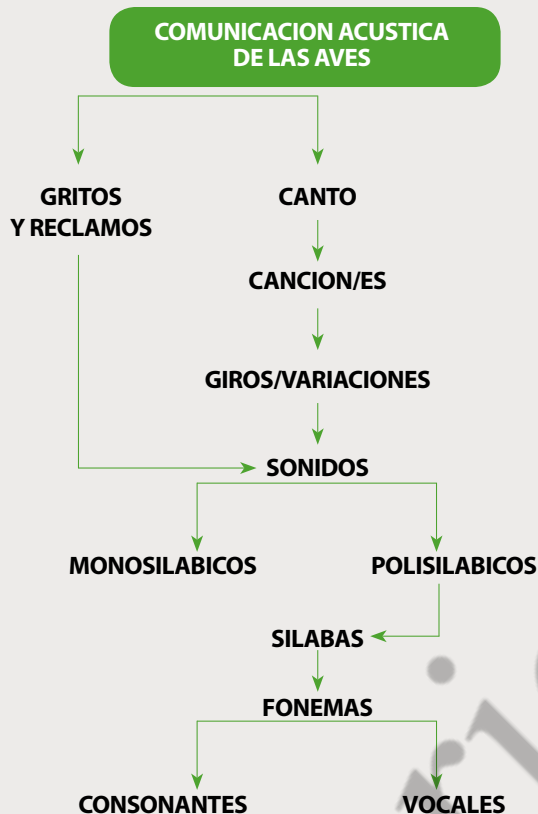 COMUNICACION ACUSTICA
DE LAS AVES
GRITOS
Y RECLAMOS
CANTO
CANCION/ES
GIROS/VARIACIONES
SONIDOS
MONOSILABICOS
POLISILABICOS
SILABAS
FONEMAS
CONSONANTES
VOCALES